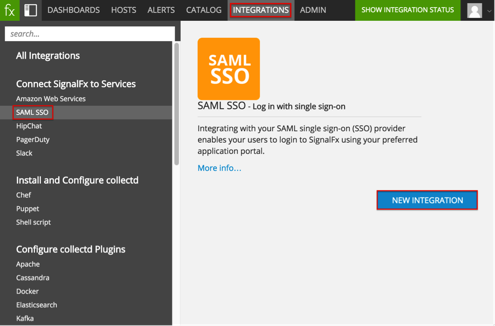 fx DASHBOARDS HOSTS ALERTS CATALOG INTEGRATIONS ADMIN SHOW INTEGRATION STATUS
search...
All Integrations
Connect SignalFx to Services
Amazon Web Services
SAML SSO
HipChat
PagerDuty
Slack
Install and Configure collectd
Chef
Puppet
Shell script
Configure collectd Plugins
Apache
Cassandra
Docker
Elasticsearch
Kafka
SAML
SSO
SAML SSO - Log in with single sign-on
Integrating with your SAML single sign-on (SSO) provider
enables your users to login to SignalFx using your preferred
application portal.
More info...
NEW INTEGRATION